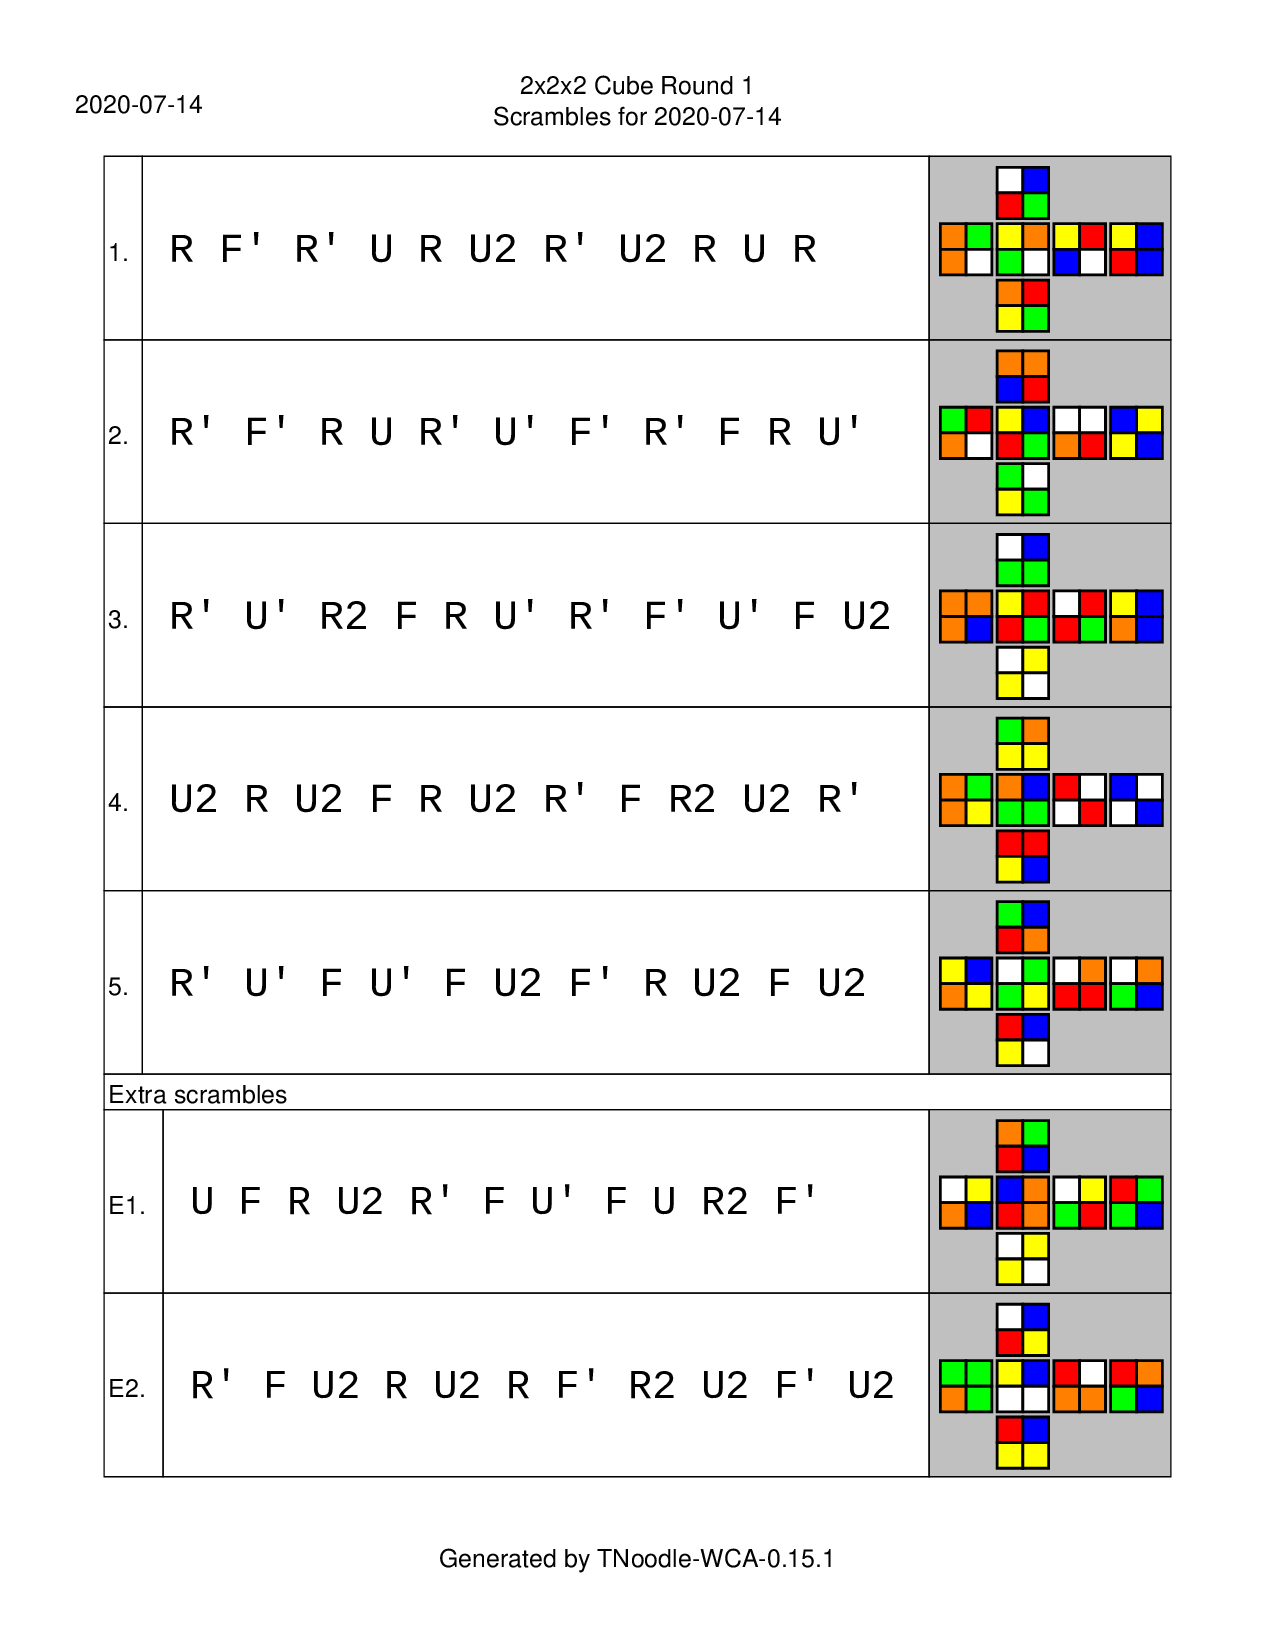 2020-07-14
2x2x2 Cube Round 1
Scrambles for 2020-07-14
1. R F' R' U R U2 R' U2 R U R
2. R' F' R U R' U' F' R' F R U'
3. R' U' R2 F R U' R' F' U' F U2
4. U2 R U2 F R U2 R' F R2 U2 R'
5. R' U' F U' F U2 F' R U2 F U2
Extra scrambles
E1. U F R U2 R' F U' F U R2 F'
E2. R' F U2 R U2 R F' R2 U2 F' U2
Generated by TNoodle-WCA-0.15.1